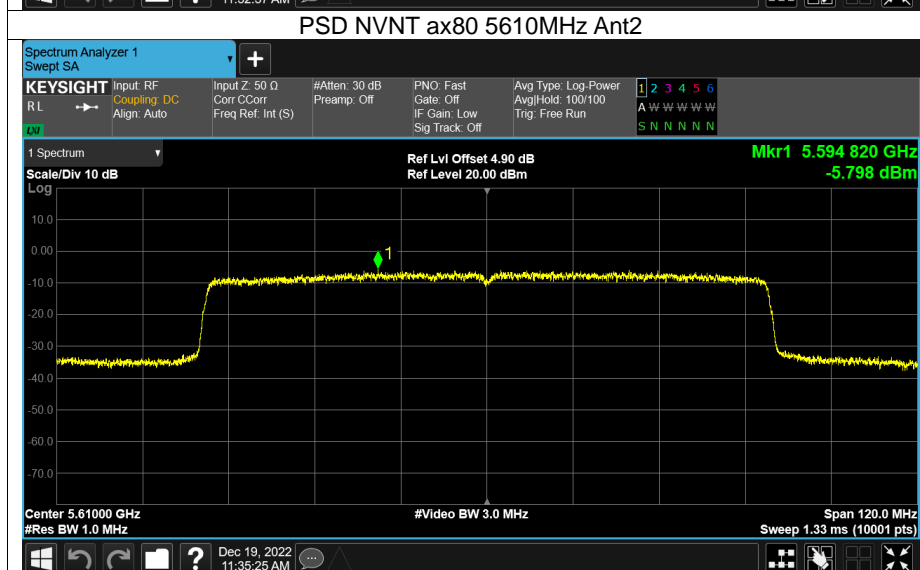 11:32:37 AM
PSD NVNT ax80 5610MHz Ant2
Spectrum Analyzer 1
Swept SA
+
KEYSIGHT Input: RF Input Z: 50 Ω #Atten: 30 dB PNO: Fast Avg Type: Log-Power 1 2 3 4 5 6
RL Coupling: DC Corr CCorr Preamp: Off Gate: Off Avg|Hold: 100/100 A W W W W W
Align: Auto Freq Ref: Int (S) IF Gain: Low Trig: Free Run
LXI Sig Track: Off S N N N N N
1 Spectrum Ref Lvl Offset 4.90 dB Mkr1 5.594 820 GHz
Scale/Div 10 dB Ref Level 20.00 dBm -5.798 dBm
Log
10.0
0.00
1
-10.0
-20.0
-30.0
-40.0
-50.0
-60.0
-70.0
Center 5.61000 GHz #Video BW 3.0 MHz Span 120.0 MHz
#Res BW 1.0 MHz Sweep 1.33 ms (10001 pts)
? Dec 19, 2022
11:35:25 AM